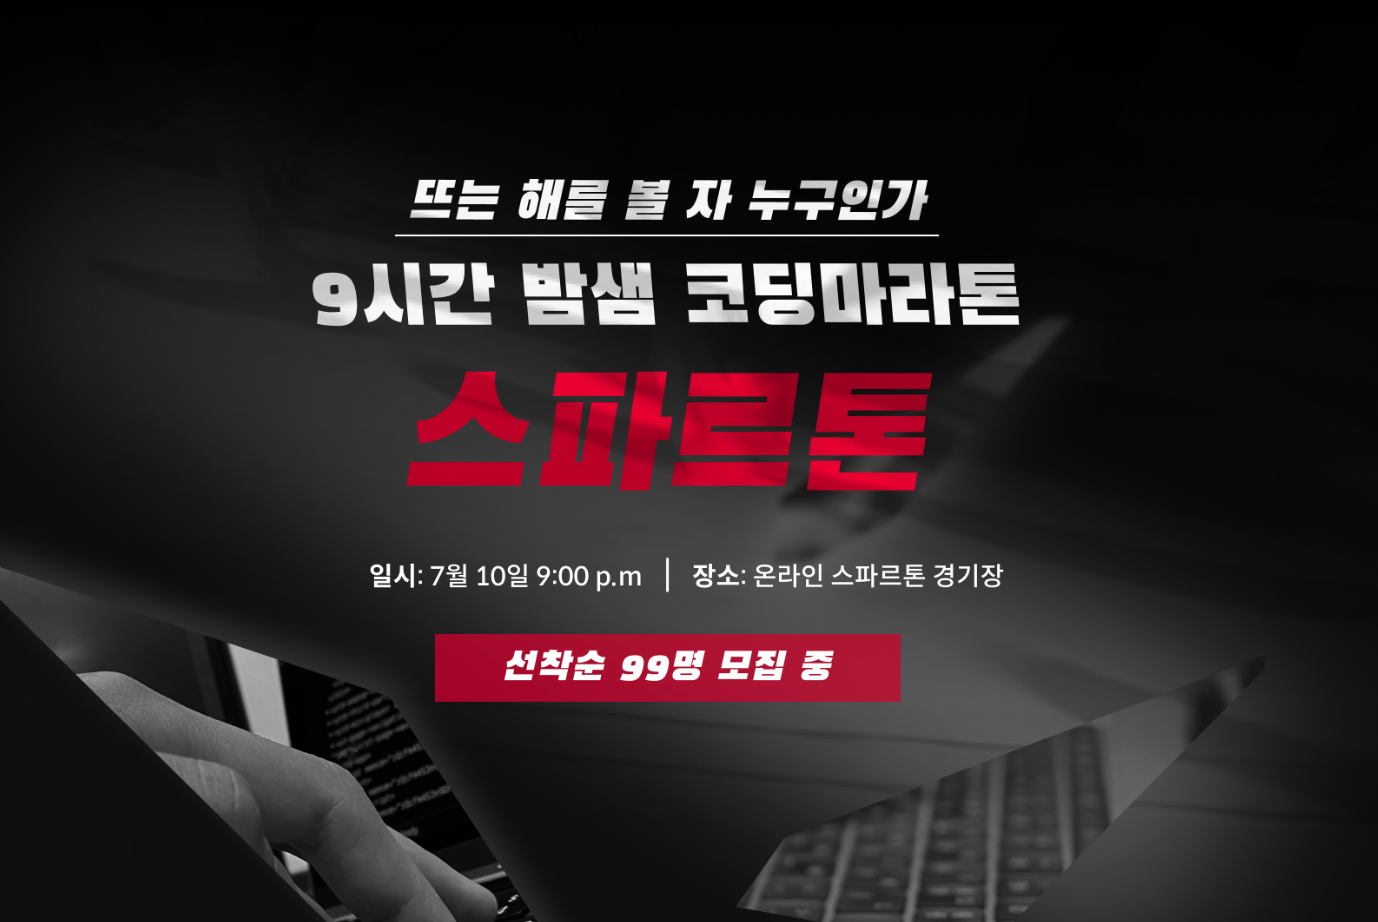 뜨는 해를 볼 자 누구인가
9시간 밤샘 코딩마라톤
스파르톤
일시: 7월 10일 9:00 p.m | 장소: 온라인 스파르톤 경기장
선착순 99명 모집 중